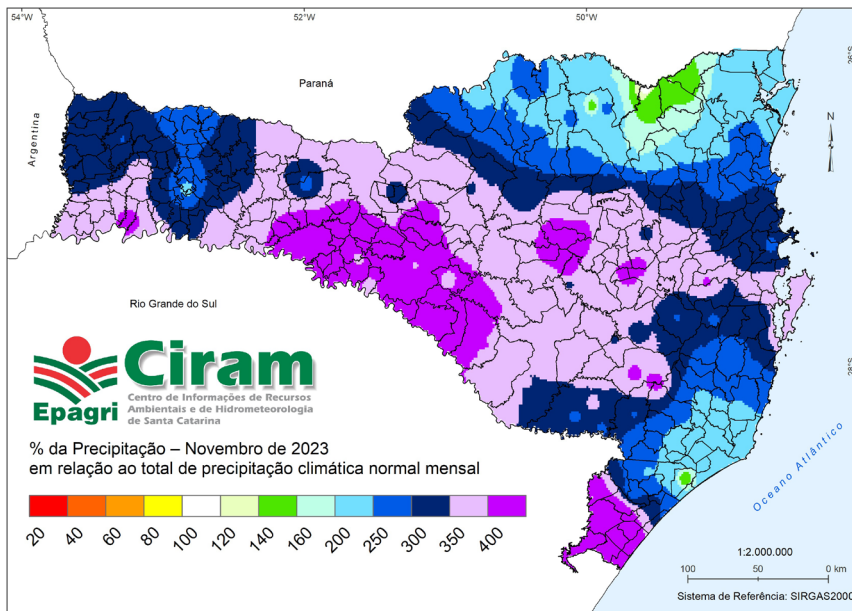 54°W
52°W
50°W
26°S
Paraná
Argentina
N
Rio Grande do Sul
28°S
Ciram
Epagri
Centro de Informações de Recursos
Ambientais e de Hidrometeorologia
de Santa Catarina
% da Precipitação – Novembro de 2023
em relação ao total de precipitação climática normal mensal
20 40 60 80 100 120 140 160 200 250 300 350 400
Oceano Atlântico
1:2.000.000
100 50 0 km
Sistema de Referência: SIRGAS2000